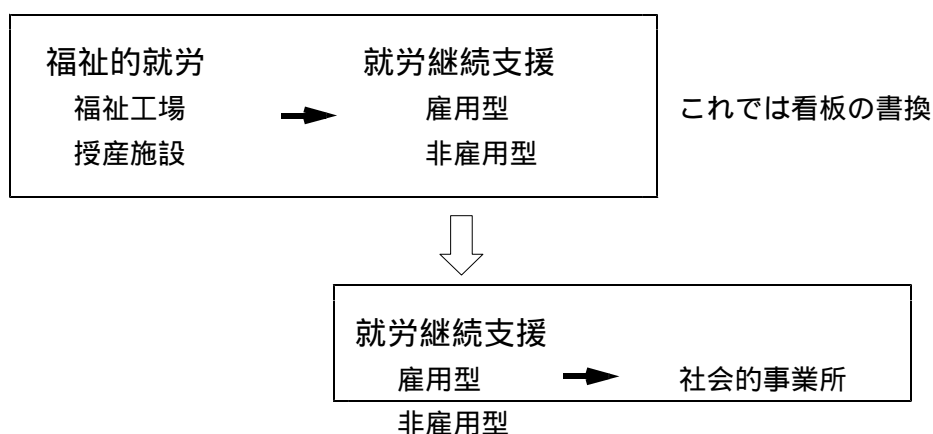 福祉的就労 就労継続支援
福祉工場 雇用型 これでは看板の書換
授産施設 非雇用型
就労継続支援
雇用型 社会的事業所
非雇用型